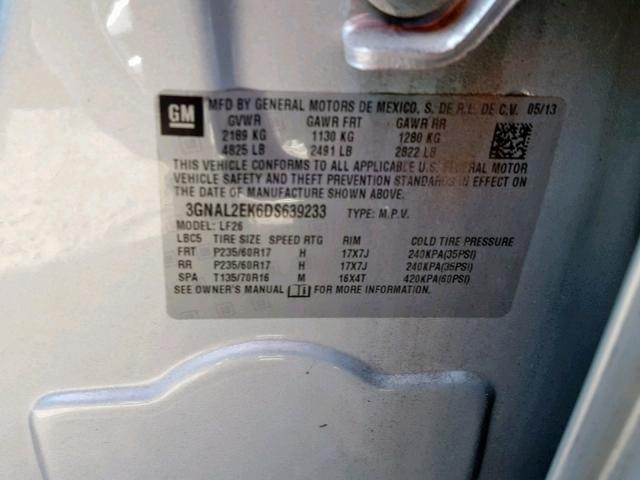 GM
MFD BY GENERAL MOTORS DE MEXICO, S. DE R.L. DE C.V. 05/13
GVWR GAWR FRT GAWR RR
2189 KG 1130 KG 1280 KG
4825 LB 2491 LB 2822 LB
THIS VEHICLE CONFORMS TO ALL APPLICABLE U.S. FEDERAL MOTOR
VEHICLE SAFETY AND THEFT PREVENTION STANDARDS IN EFFECT
ON THE DATE OF MANUFACTURE SHOWN ABOVE.
3GNAL2EK6DS639233 TYPE: M.P.V.
MODEL: LF26
LBC5 TIRE SIZE SPEED RTG RIM COLD TIRE PRESSURE
FRT P235/60R17 H 17X7J 240KPA(35PSI)
RR P235/60R17 H 17X7J 240KPA(35PSI)
SPA T135/70R16 M 16X4T 420KPA(60PSI)
SEE OWNER'S MANUAL FOR MORE INFORMATION.